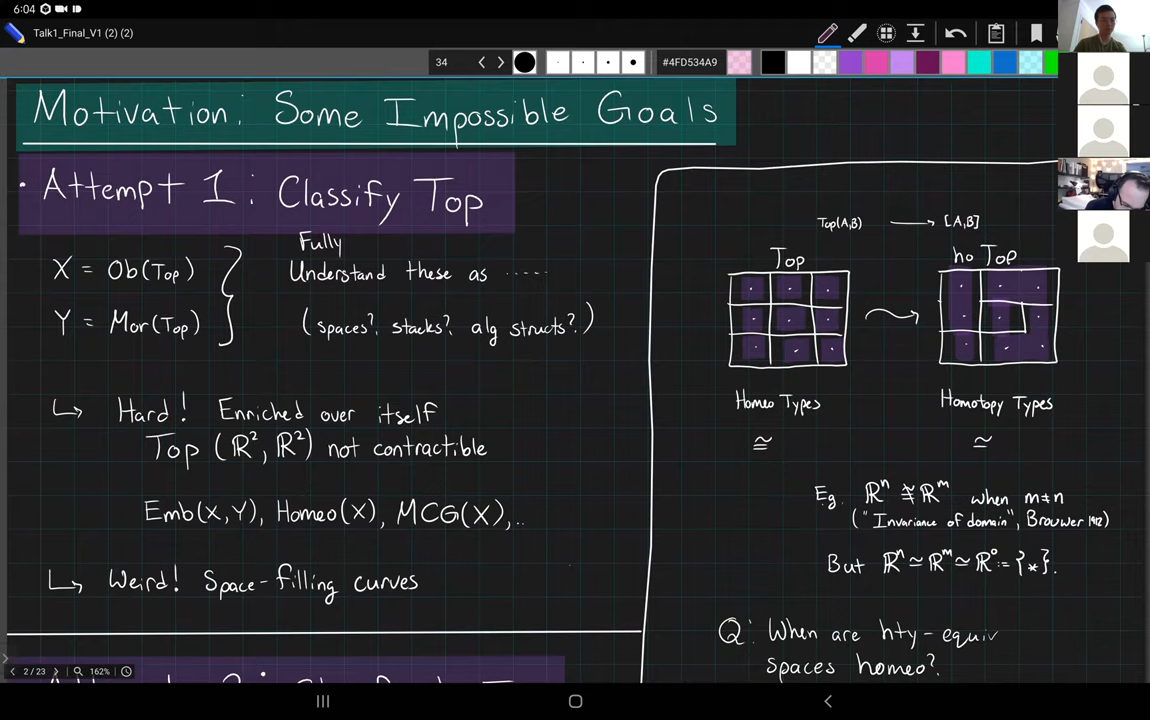 6:04
Talk1_Final_V1 (2) (2)
34
#4FD534A9
Motivation: Some Impossible Goals
• Attempt 1: Classify Top
X = Ob(Top)
Y = Mor(Top)
Fully
Understand these as .....
(spaces?, stacks?, alg structs?)
↳ Hard! Enriched over itself
Top (ℝ², ℝ²) not contractible
Emb(X,Y), Homeo(X), MCG(X),..
↳ Weird! Space-filling curves
Top(A,B) → [A,B]
Top
ho Top
Homeo Types
Homotopy Types
≅
≅
Eg. ℝⁿ ≇ ℝᵐ when m≠n
("Invariance of domain", Brouwer 1912)
But ℝⁿ ≃ ℝᵐ ≃ ℝ⁰ := {*}.
Q: When are hty-equiv
spaces homeo?
2 / 23
162%